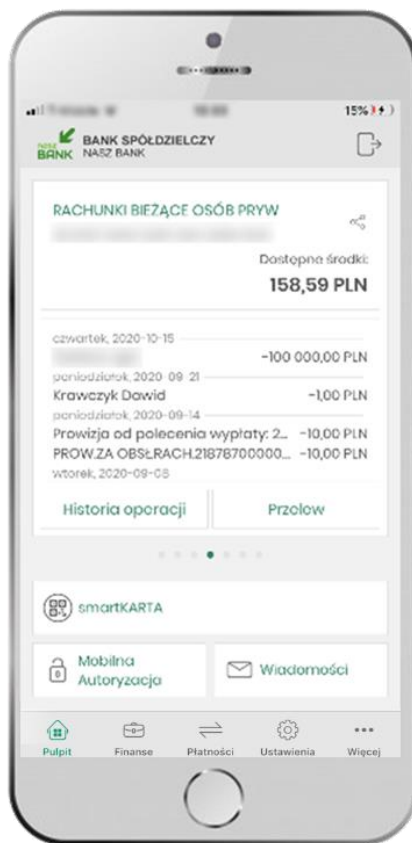 15%
NASZ BANK
BANK SPÓŁDZIELCZY
NASZ BANK
RACHUNKI BIEŻĄCE OSÓB PRYW
Dostępne środki:
158,59 PLN
czwartek, 2020-10-15
-100 000,00 PLN
poniedziałek, 2020-09-21
Krawczyk Dawid -1,00 PLN
poniedziałek, 2020-09-14
Prowizja od polecenia wypłaty: 2... -10,00 PLN
PROW.ZA OBSŁ.RACH.21878700000... -10,00 PLN
wtorek, 2020-09-08
Historia operacji Przelew
smartKARTA
Mobilna Autoryzacja
Wiadomości
Pulpit Finanse Płatności Ustawienia Więcej